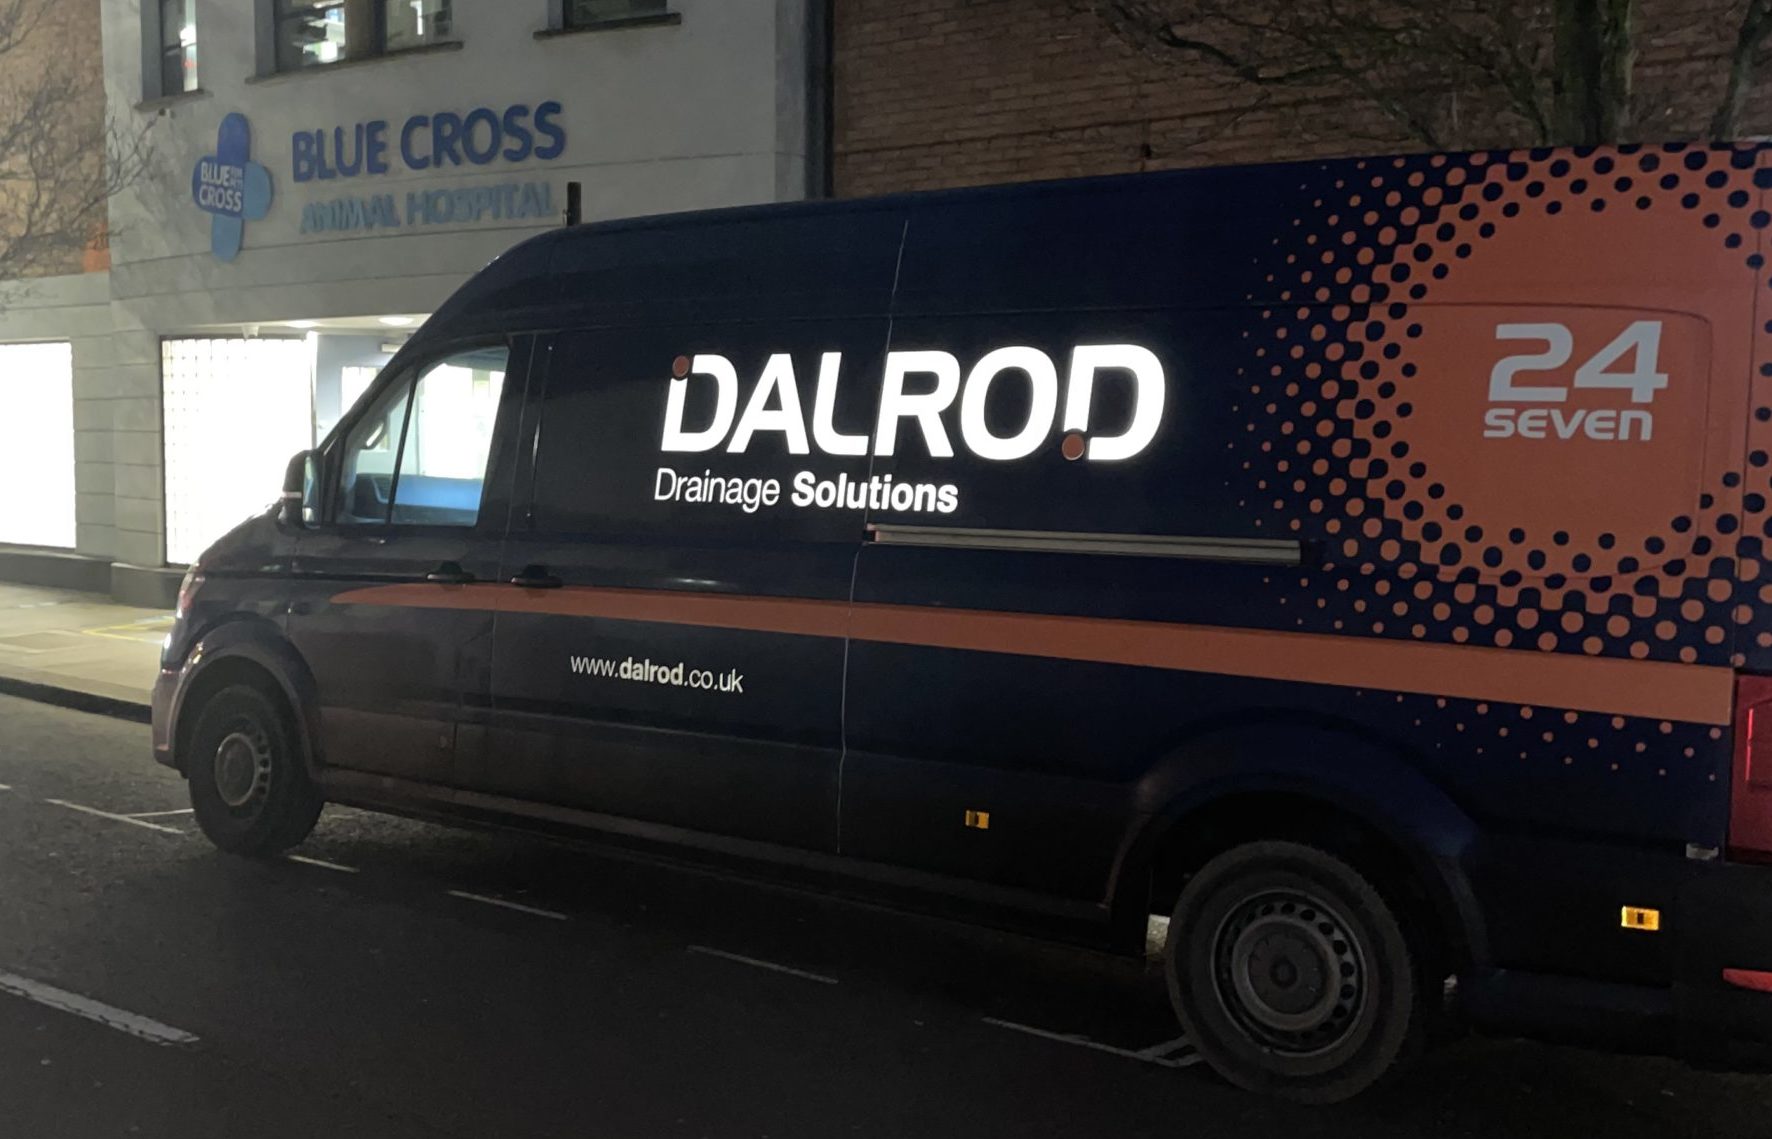 BLUE CROSS
ANIMAL HOSPITAL
BLUE
CROSS
DALROD
Drainage Solutions
24
SEVEN
www.dalrod.co.uk